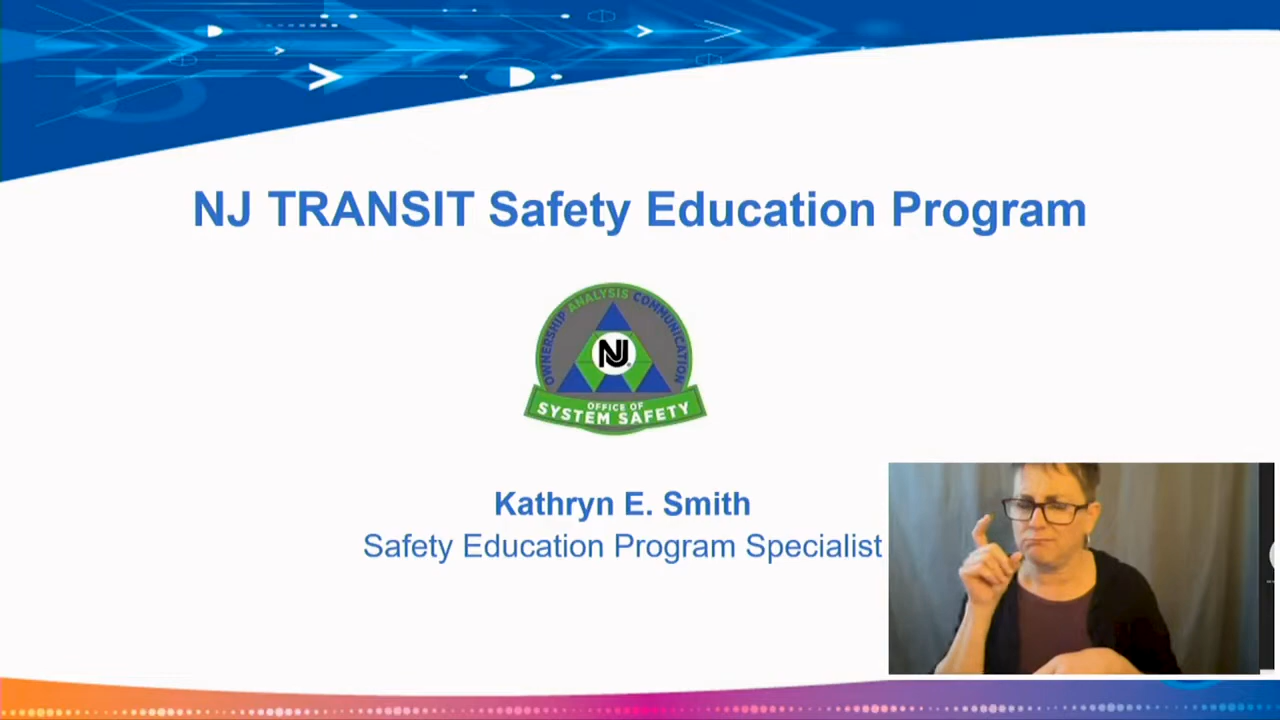 NJ TRANSIT Safety Education Program
OWNERSHIP ANALYSIS COMMUNICATION
NJ
OFFICE OF
SYSTEM SAFETY
Kathryn E. Smith
Safety Education Program Specialist